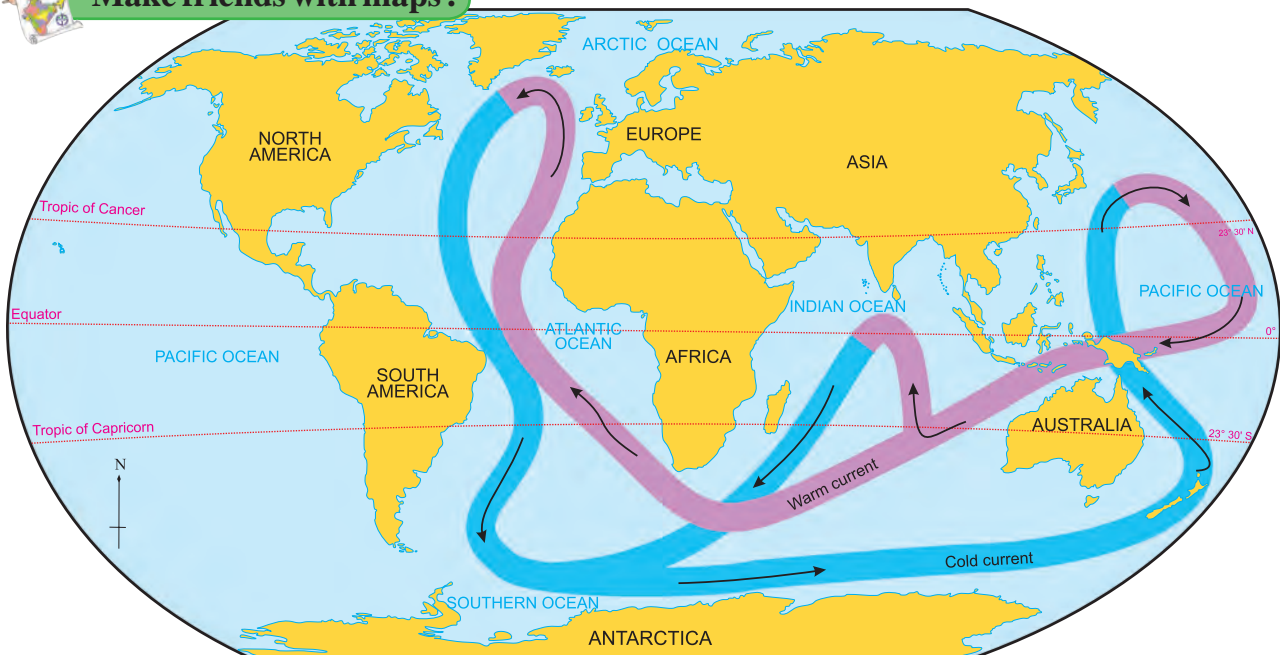 Make friends with maps !
ARCTIC OCEAN
NORTH
AMERICA
EUROPE
ASIA
Tropic of Cancer
23° 30' N
PACIFIC OCEAN
INDIAN OCEAN
Equator
0°
ATLANTIC
OCEAN
PACIFIC OCEAN
AFRICA
SOUTH
AMERICA
AUSTRALIA
Tropic of Capricorn
23° 30' S
N
Warm current
Cold current
SOUTHERN OCEAN
ANTARCTICA